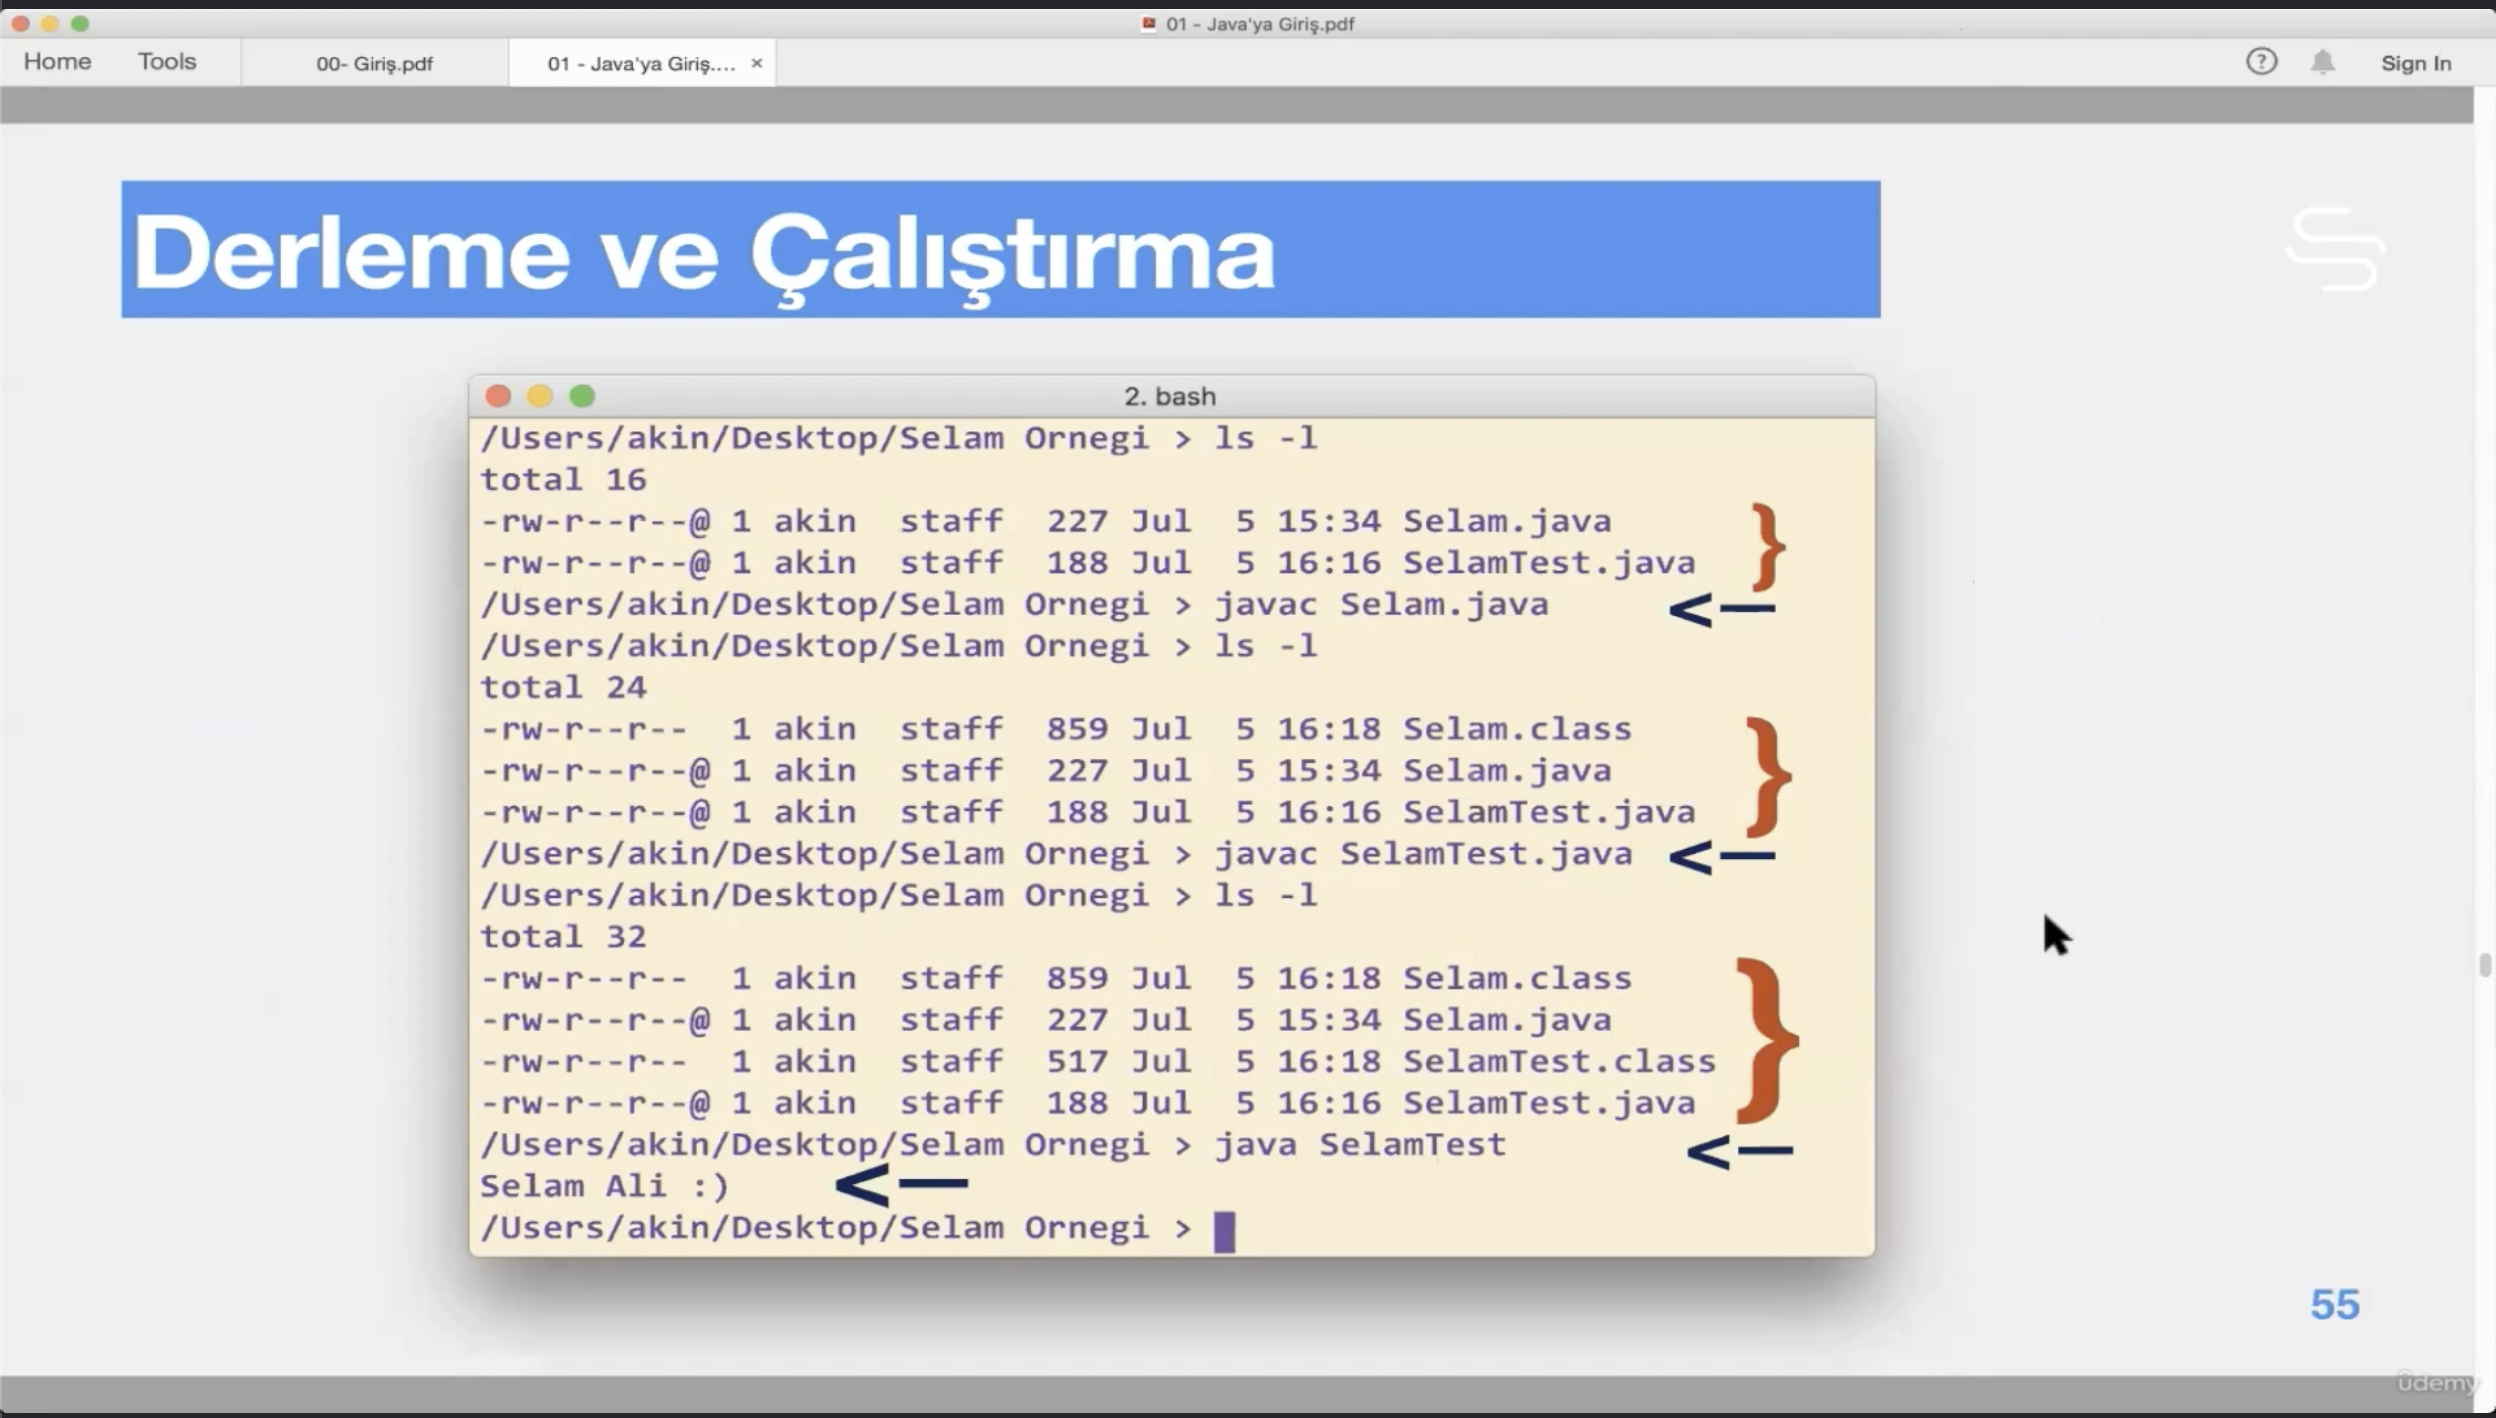 01 - Java'ya Giriş.pdf
Home Tools 00- Giriş.pdf 01 - Java'ya Giriş.... × ? Sign In
Derleme ve Çalıştırma
2. bash
/Users/akin/Desktop/Selam Ornegi > ls -l
total 16
-rw-r--r--@ 1 akin  staff  227 Jul  5 15:34 Selam.java
-rw-r--r--@ 1 akin  staff  188 Jul  5 16:16 SelamTest.java
/Users/akin/Desktop/Selam Ornegi > javac Selam.java
/Users/akin/Desktop/Selam Ornegi > ls -l
total 24
-rw-r--r--  1 akin  staff  859 Jul  5 16:18 Selam.class
-rw-r--r--@ 1 akin  staff  227 Jul  5 15:34 Selam.java
-rw-r--r--@ 1 akin  staff  188 Jul  5 16:16 SelamTest.java
/Users/akin/Desktop/Selam Ornegi > javac SelamTest.java
/Users/akin/Desktop/Selam Ornegi > ls -l
total 32
-rw-r--r--  1 akin  staff  859 Jul  5 16:18 Selam.class
-rw-r--r--@ 1 akin  staff  227 Jul  5 15:34 Selam.java
-rw-r--r--  1 akin  staff  517 Jul  5 16:18 SelamTest.class
-rw-r--r--@ 1 akin  staff  188 Jul  5 16:16 SelamTest.java
/Users/akin/Desktop/Selam Ornegi > java SelamTest
Selam Ali :)
/Users/akin/Desktop/Selam Ornegi >
55
ûdemy